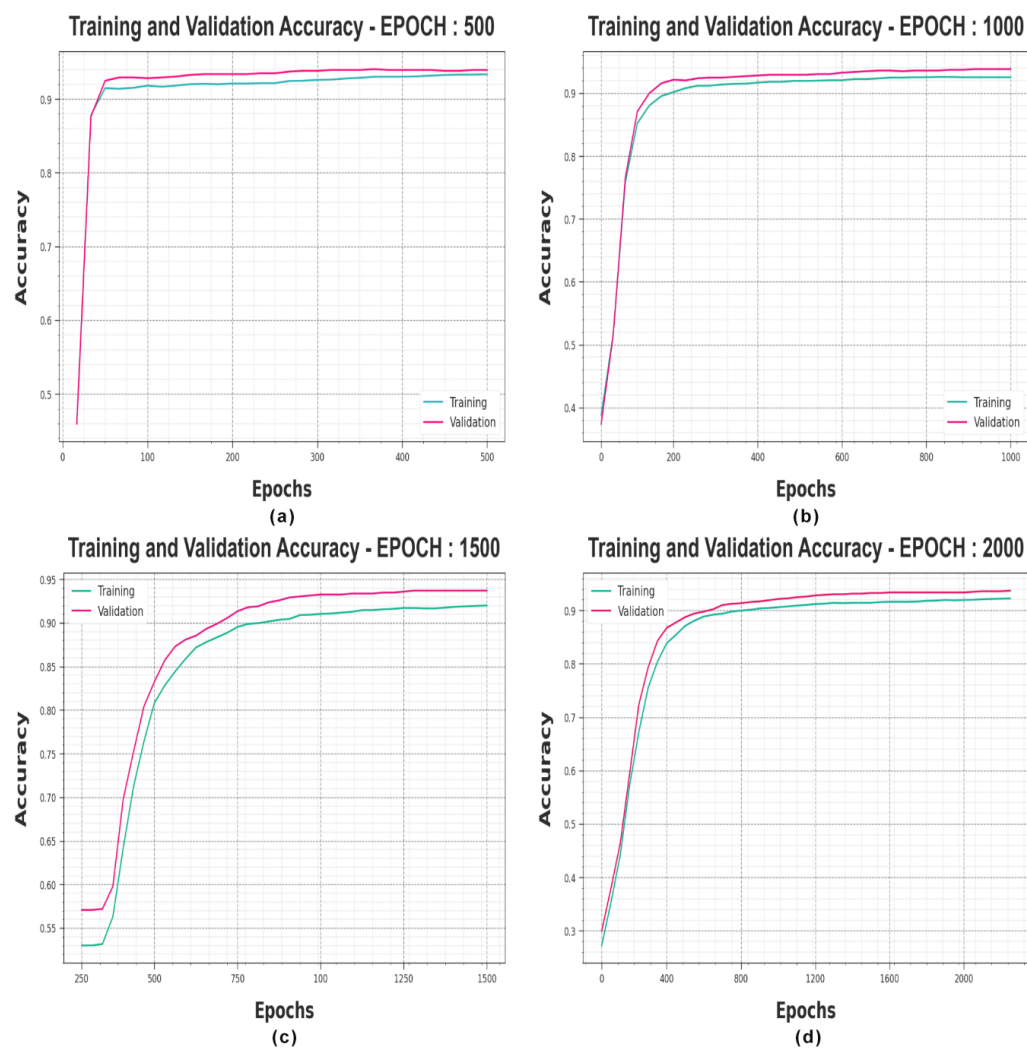 Training and Validation Accuracy - EPOCH : 500
0.9
0.8
0.7
0.6
0.5
Accuracy
Training
Validation
0 100 200 300 400 500
Epochs
(a)
Training and Validation Accuracy - EPOCH : 1000
0.9
0.8
0.7
0.6
0.5
0.4
Accuracy
Training
Validation
0 200 400 600 800 1000
Epochs
(b)
Training and Validation Accuracy - EPOCH : 1500
0.95
0.90
0.85
0.80
0.75
0.70
0.65
0.60
0.55
Accuracy
Training
Validation
250 500 750 100 1250 1500
Epochs
(c)
Training and Validation Accuracy - EPOCH : 2000
0.9
0.8
0.7
0.6
0.5
0.4
0.3
Accuracy
Training
Validation
0 400 800 1200 1600 2000
Epochs
(d)